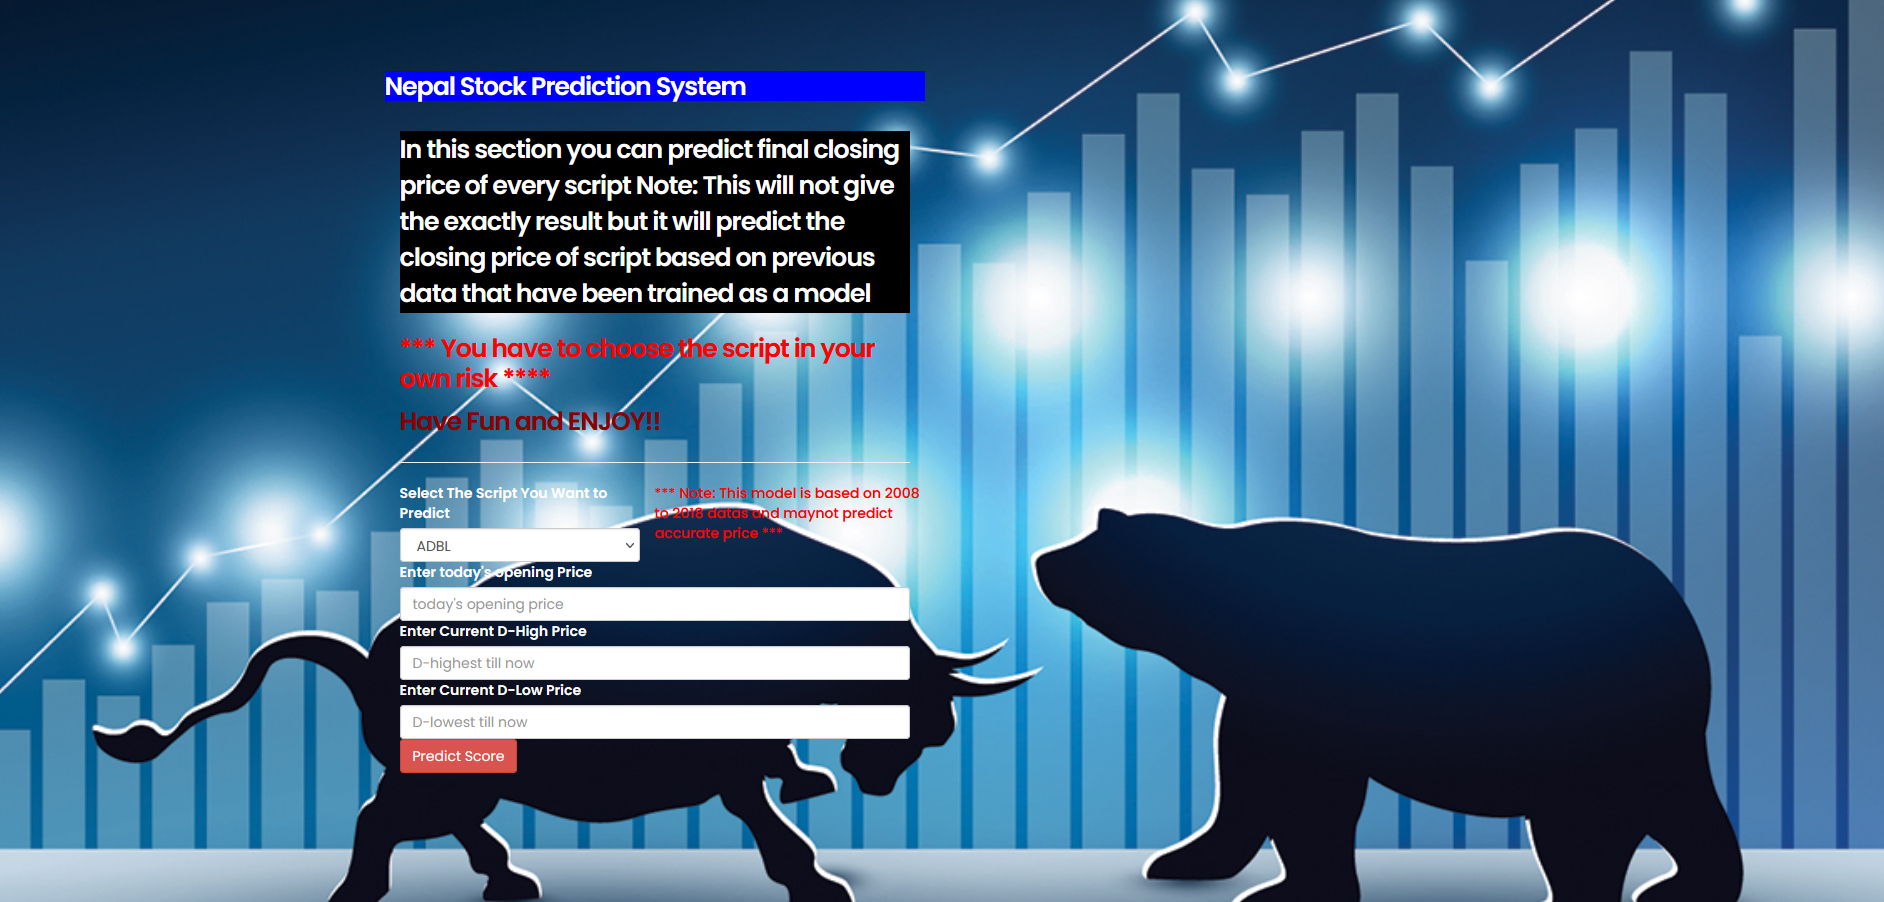 Nepal Stock Prediction System
In this section you can predict final closing
price of every script Note: This will not give
the exactly result but it will predict the
closing price of script based on previous
data that have been trained as a model
*** You have to choose the script in your
own risk ****
Have Fun and ENJOY!!
Select The Script You Want to
Predict
*** Note: This model is based on 2008
to 2018 datas and maynot predict
accurate price ***
ADBL
Enter today's opening Price
today's opening price
Enter Current D-High Price
D-highest till now
Enter Current D-Low Price
D-lowest till now
Predict Score